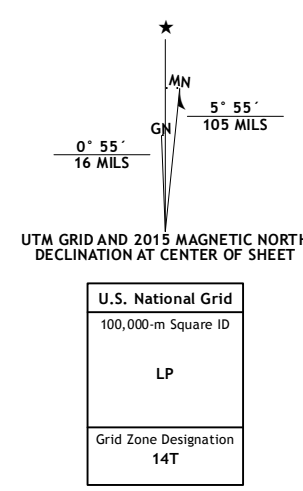 MN
5° 55´
105 MILS
GN
0° 55´
16 MILS
UTM GRID AND 2015 MAGNETIC NORTH
DECLINATION AT CENTER OF SHEET
U.S. National Grid
100,000-m Square ID
LP
Grid Zone Designation
14T